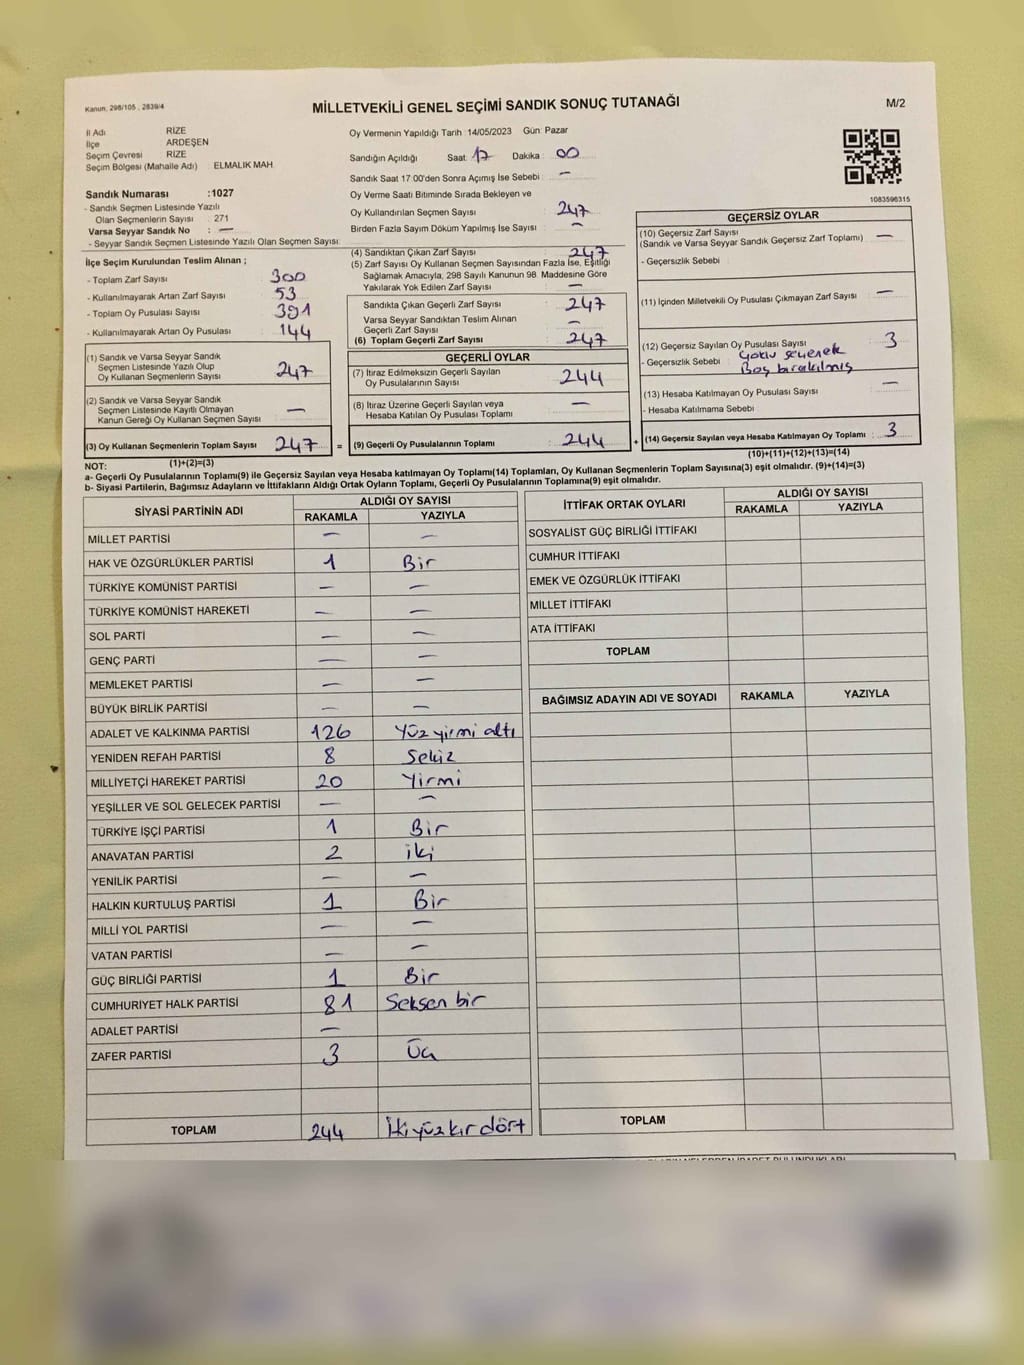 Kanun, 298/105 , 2839/4
MİLLETVEKİLİ GENEL SEÇİMİ SANDIK SONUÇ TUTANAĞI
M/2
İl Adı RİZE
İlçe ARDEŞEN
Seçim Çevresi RİZE
Seçim Bölgesi (Mahalle Adı) ELMALIK MAH.
Sandık Numarası :1027
- Sandık Seçmen Listesinde Yazılı
Olan Seçmenlerin Sayısı : 271
Varsa Seyyar Sandık No : —
- Seyyar Sandık Seçmen Listesinde Yazılı Olan Seçmen Sayısı:
Oy Vermenin Yapıldığı Tarih :14/05/2023 Gün: Pazar
Sandığın Açıldığı Saat: 17 Dakika : 00
Sandık Saat 17:00'den Sonra Açımış İse Sebebi : —
Oy Verme Saati Bitiminde Sırada Bekleyen ve
Oy Kullandırılan Seçmen Sayısı : 247
Birden Fazla Sayım Döküm Yapılmış İse Sayısı : —
1083596315
İlçe Seçim Kurulundan Teslim Alınan ;
- Toplam Zarf Sayısı : 300
- Kullanılmayarak Artan Zarf Sayısı : 53
- Toplam Oy Pusulası Sayısı : 391
- Kullanılmayarak Artan Oy Pusulası : 144
(1) Sandık ve Varsa Seyyar Sandık
Seçmen Listesinde Yazılı Olup
Oy Kullanan Seçmenlerin Sayısı : 247
(2) Sandık ve Varsa Seyyar Sandık
Seçmen Listesinde Kayıtlı Olmayan
Kanun Gereği Oy Kullanan Seçmen Sayısı : —
(3) Oy Kullanan Seçmenlerin Toplam Sayısı : 247 =
(1)+(2)=(3)
(4) Sandıktan Çıkan Zarf Sayısı : 247
(5) Zarf Sayısı Oy Kullanan Seçmen Sayısından Fazla İse, Eşitliği
Sağlamak Amacıyla, 298 Sayılı Kanunun 98. Maddesine Göre
Yakılarak Yok Edilen Zarf Sayısı : —
Sandıkta Çıkan Geçerli Zarf Sayısı : 247
Varsa Seyyar Sandıktan Teslim Alınan
Geçerli Zarf Sayısı : —
(6) Toplam Geçerli Zarf Sayısı : 247
GEÇERLİ OYLAR
(7) İtiraz Edilmeksizin Geçerli Sayılan
Oy Pusulalarının Sayısı : 244
(8) İtiraz Üzerine Geçerli Sayılan veya
Hesaba Katılan Oy Pusulası Toplamı : —
(9) Geçerli Oy Pusulalarının Toplamı : 244 +
GEÇERSİZ OYLAR
(10) Geçersiz Zarf Sayısı : —
(Sandık ve Varsa Seyyar Sandık Geçersiz Zarf Toplamı)
- Geçersizlik Sebebi :
(11) İçinden Milletvekili Oy Pusulası Çıkmayan Zarf Sayısı : —
(12) Geçersiz Sayılan Oy Pusulası Sayısı : 3
- Geçersizlik Sebebi : Çoklu seçenek
Boş bırakılmış
(13) Hesaba Katılmayan Oy Pusulası Sayısı : —
- Hesaba Katılmama Sebebi :
(14) Geçersiz Sayılan veya Hesaba Katılmayan Oy Toplamı : 3
(10)+(11)+(12)+(13)=(14)
NOT:
a- Geçerli Oy Pusulalarının Toplamı(9) ile Geçersiz Sayılan veya Hesaba katılmayan Oy Toplamı(14) Toplamları, Oy Kullanan Seçmenlerin Toplam Sayısına(3) eşit olmalıdır. (9)+(14)=(3)
b- Siyasi Partilerin, Bağımsız Adayların ve İttifakların Aldığı Ortak Oyların Toplamı, Geçerli Oy Pusulalarının Toplamına(9) eşit olmalıdır.
SİYASİ PARTİNİN ADI ALDIĞI OY SAYISI
RAKAMLA YAZIYLA
MİLLET PARTİSİ — —
HAK VE ÖZGÜRLÜKLER PARTİSİ 1 Bir
TÜRKİYE KOMÜNİST PARTİSİ — —
TÜRKİYE KOMÜNİST HAREKETİ — —
SOL PARTİ — —
GENÇ PARTİ — —
MEMLEKET PARTİSİ — —
BÜYÜK BİRLİK PARTİSİ — —
ADALET VE KALKINMA PARTİSİ 126 Yüzyirmi altı
YENİDEN REFAH PARTİSİ 8 Sekiz
MİLLİYETÇİ HAREKET PARTİSİ 20 Yirmi
YEŞİLLER VE SOL GELECEK PARTİSİ — —
TÜRKİYE İŞÇİ PARTİSİ 1 Bir
ANAVATAN PARTİSİ 2 iki
YENİLİK PARTİSİ — —
HALKIN KURTULUŞ PARTİSİ 1 Bir
MİLLİ YOL PARTİSİ — —
VATAN PARTİSİ — —
GÜÇ BİRLİĞİ PARTİSİ 1 Bir
CUMHURİYET HALK PARTİSİ 81 Seksen bir
ADALET PARTİSİ —
ZAFER PARTİSİ 3 Üç
TOPLAM 244 İkiyüzkır dört
İTTİFAK ORTAK OYLARI ALDIĞI OY SAYISI
RAKAMLA YAZIYLA
SOSYALİST GÜÇ BİRLİĞİ İTTİFAKI
CUMHUR İTTİFAKI
EMEK VE ÖZGÜRLÜK İTTİFAKI
MİLLET İTTİFAKI
ATA İTTİFAKI
TOPLAM
BAĞIMSIZ ADAYIN ADI VE SOYADI RAKAMLA YAZIYLA
TOPLAM